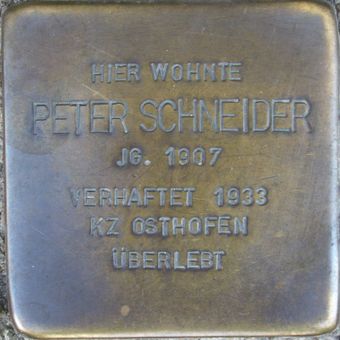 HIER WOHNTE
PETER SCHNEIDER
JG. 1907
VERHAFTET 1933
KZ OSTHOFEN
ÜBERLEBT